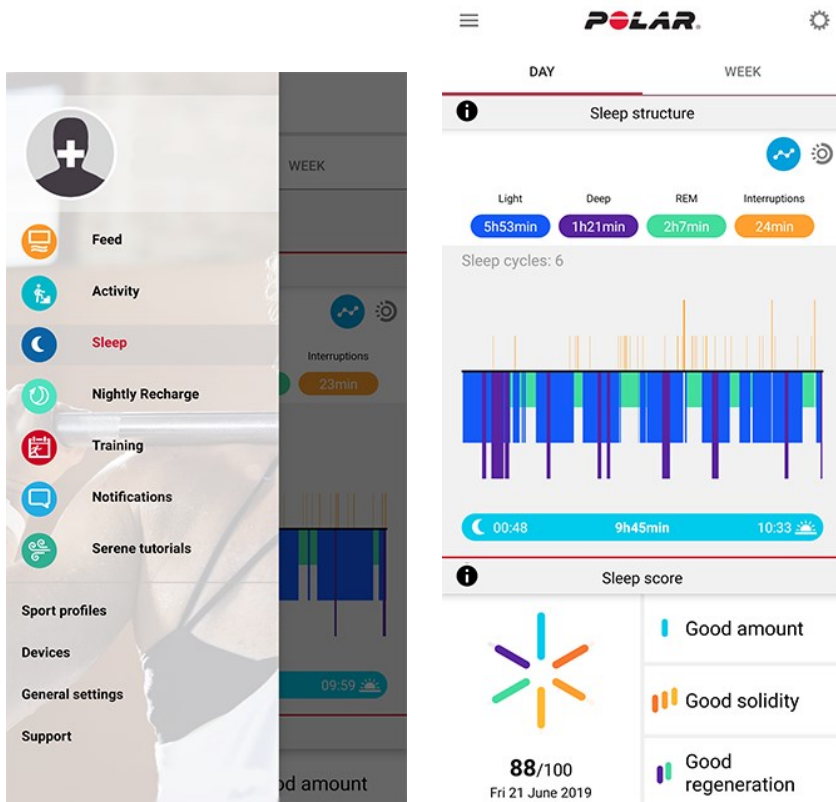 WEEK
Feed
Activity
Sleep
Interruptions
23min
Nightly Recharge
Training
Notifications
Serene tutorials
Sport profiles
Devices
09:59
General settings
Support
od amount
POLAR.
DAY WEEK
Sleep structure
Light Deep REM Interruptions
5h53min 1h21min 2h7min 24min
Sleep cycles: 6
00:48 9h45min 10:33
Sleep score
Good amount
Good solidity
88/100
Fri 21 June 2019
Good
regeneration